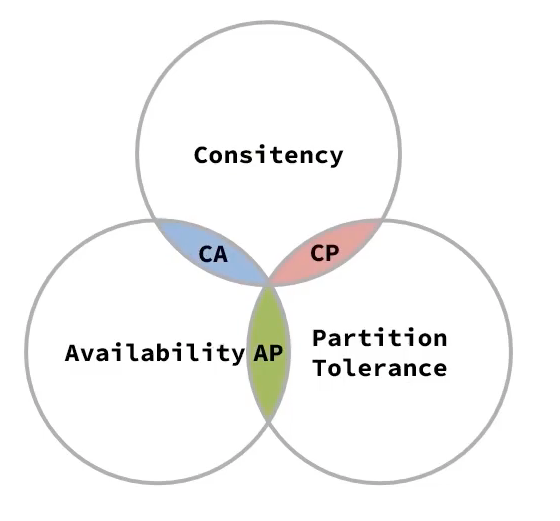 Consitency
CA
CP
Availability
AP
Partition
Tolerance